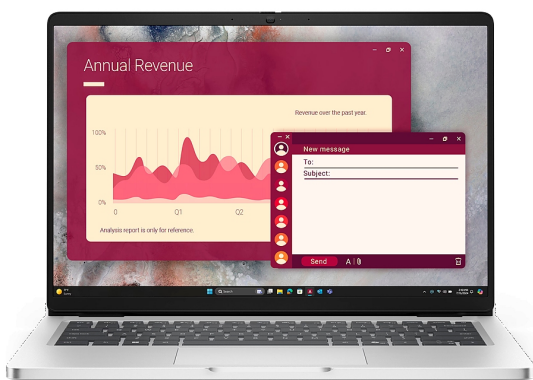 Annual Revenue
Revenue over the past year.
100%
50%
0%
0
Q1
Q2
Analysis report is only for reference.
New message
To:
Subject:
Send
A
Search